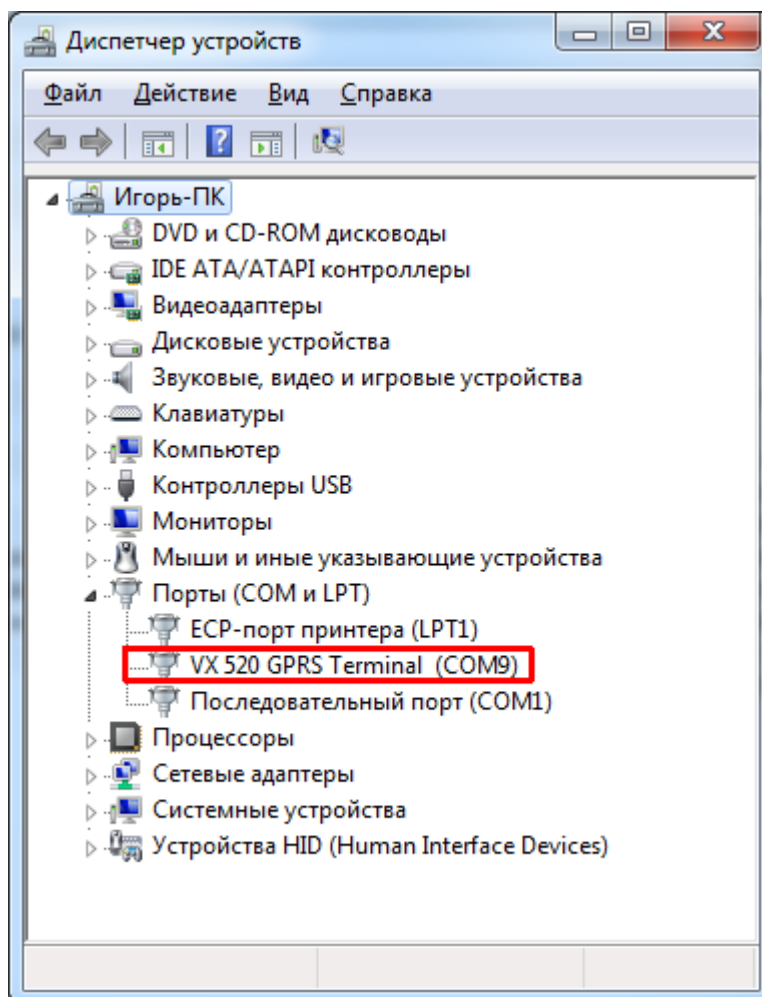 Диспетчер устройств
Файл Действие Вид Справка
Игорь-ПК
DVD и CD-ROM дисководы
IDE ATA/ATAPI контроллеры
Видеоадаптеры
Дисковые устройства
Звуковые, видео и игровые устройства
Клавиатуры
Компьютер
Контроллеры USB
Мониторы
Мыши и иные указывающие устройства
Порты (COM и LPT)
ECP-порт принтера (LPT1)
VX 520 GPRS Terminal (COM9)
Последовательный порт (COM1)
Процессоры
Сетевые адаптеры
Системные устройства
Устройства HID (Human Interface Devices)